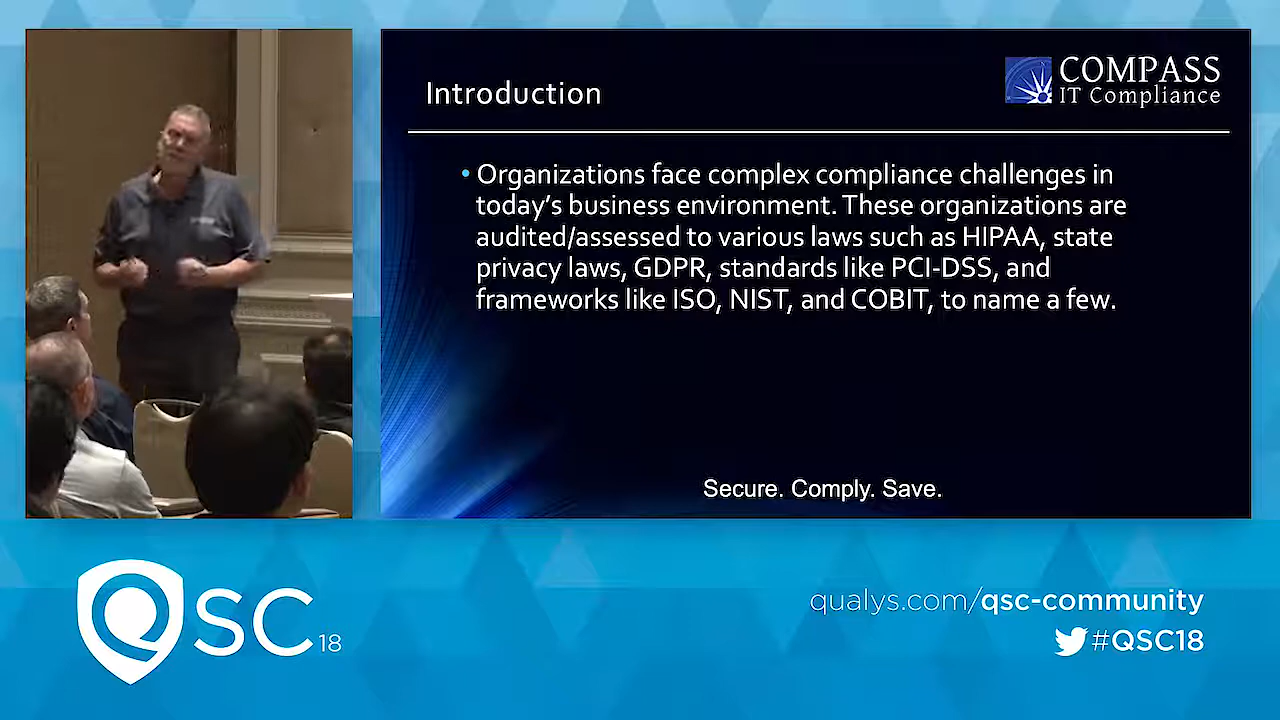 Introduction
COMPASS
IT Compliance
• Organizations face complex compliance challenges in
today's business environment. These organizations are
audited/assessed to various laws such as HIPAA, state
privacy laws, GDPR, standards like PCI-DSS, and
frameworks like ISO, NIST, and COBIT, to name a few.
Secure. Comply. Save.
QSC18
qualys.com/qsc-community
#QSC18